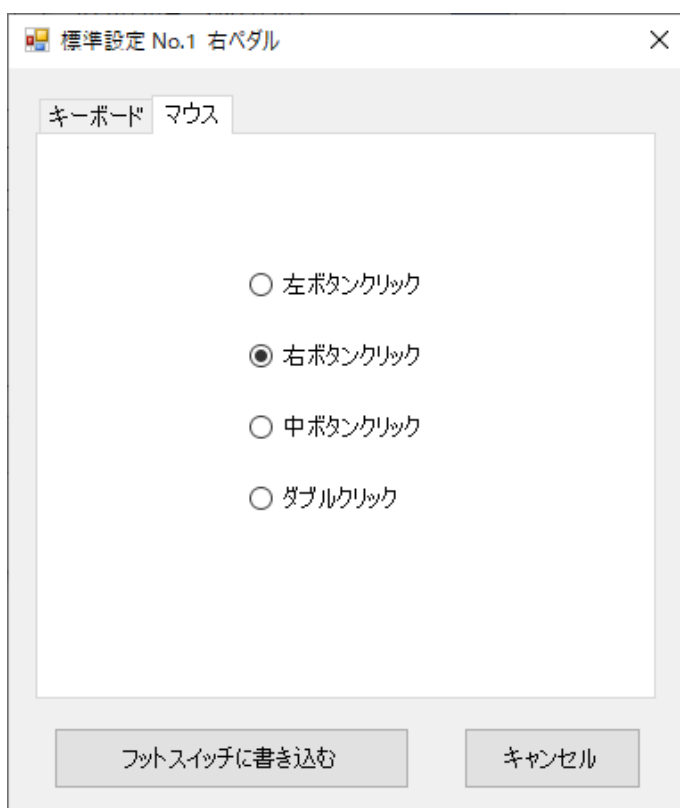 標準設定 No.1 右ペダル
キーボード マウス
左ボタンクリック
右ボタンクリック
中ボタンクリック
ダブルクリック
フットスイッチに書き込む キャンセル